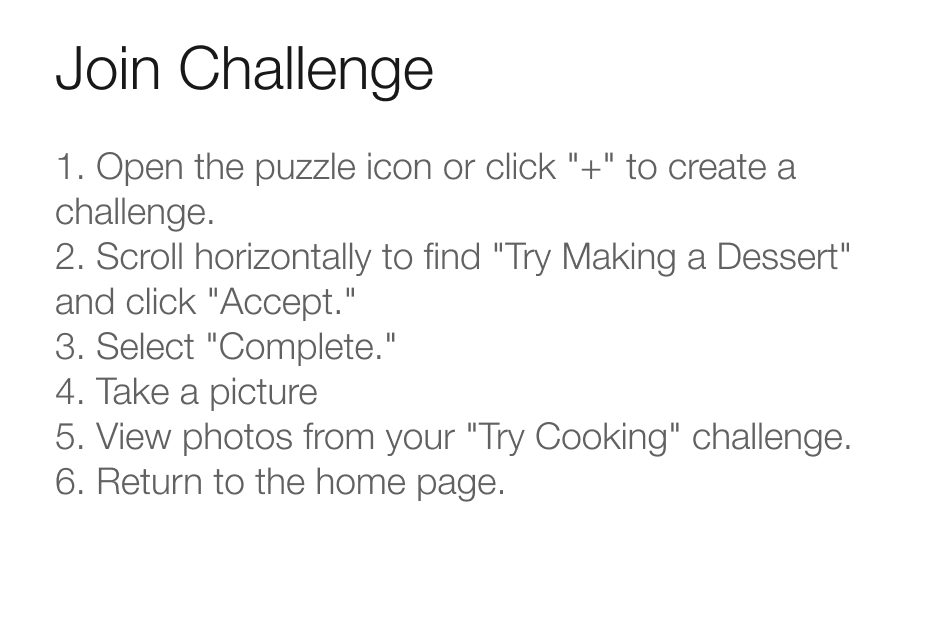 Join Challenge
1. Open the puzzle icon or click "+" to create a
challenge.
2. Scroll horizontally to find "Try Making a Dessert"
and click "Accept."
3. Select "Complete."
4. Take a picture
5. View photos from your "Try Cooking" challenge.
6. Return to the home page.